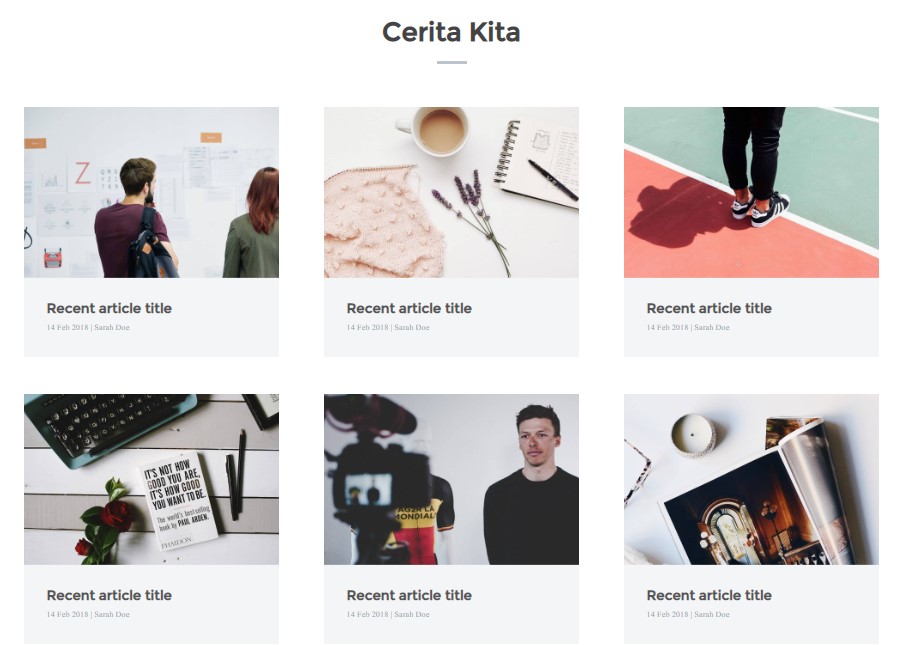 Cerita Kita
Z
Recent article title
14 Feb 2018 | Sarah Doe
Recent article title
14 Feb 2018 | Sarah Doe
Recent article title
14 Feb 2018 | Sarah Doe
IT'S NOT HOW
GOOD YOU ARE,
IT'S HOW GOOD
YOU WANT TO BE.
The world's best-selling
book by PAUL ARDEN.
PHAIDON
MONDIAL
Recent article title
14 Feb 2018 | Sarah Doe
Recent article title
14 Feb 2018 | Sarah Doe
Recent article title
14 Feb 2018 | Sarah Doe